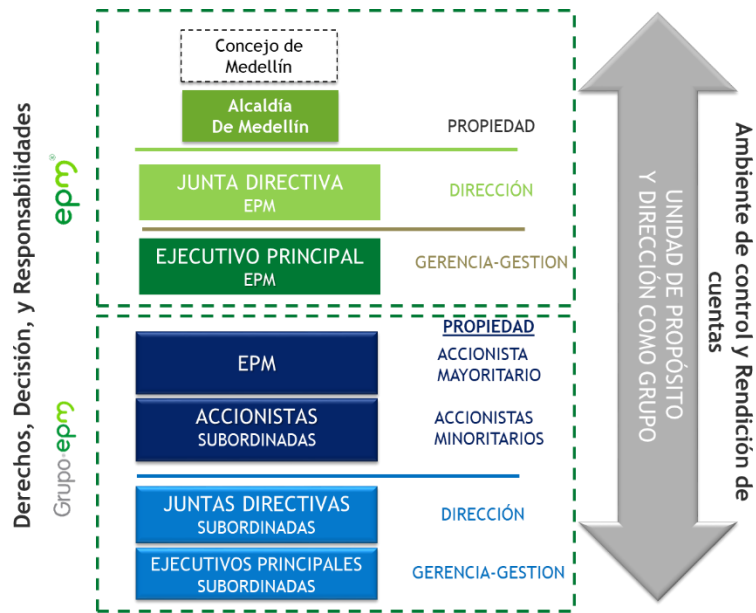 Derechos, Decisión, y Responsabilidades
epm®
Concejo de
Medellín
Alcaldía
De Medellín
PROPIEDAD
JUNTA DIRECTIVA
EPM
DIRECCIÓN
EJECUTIVO PRINCIPAL
EPM
GERENCIA-GESTION
Grupo·epm
PROPIEDAD
EPM
ACCIONISTA
MAYORITARIO
ACCIONISTAS
SUBORDINADAS
ACCIONISTAS
MINORITARIOS
JUNTAS DIRECTIVAS
SUBORDINADAS
DIRECCIÓN
EJECUTIVOS PRINCIPALES
SUBORDINADAS
GERENCIA-GESTION
UNIDAD DE PROPÓSITO
Y DIRECCIÓN COMO GRUPO
Ambiente de control y Rendición de
cuentas